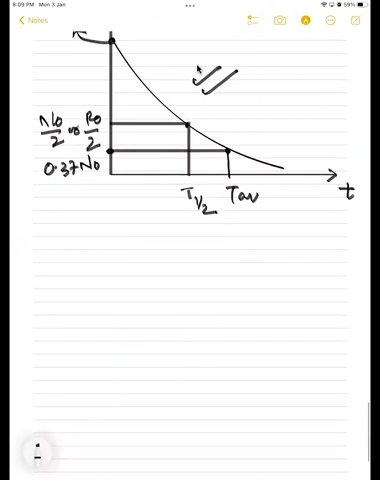 8:09 PM Mon 3 Jan
59%
Notes
N₀/2 or R₀/2
0.37N₀
T1/2 Tav t